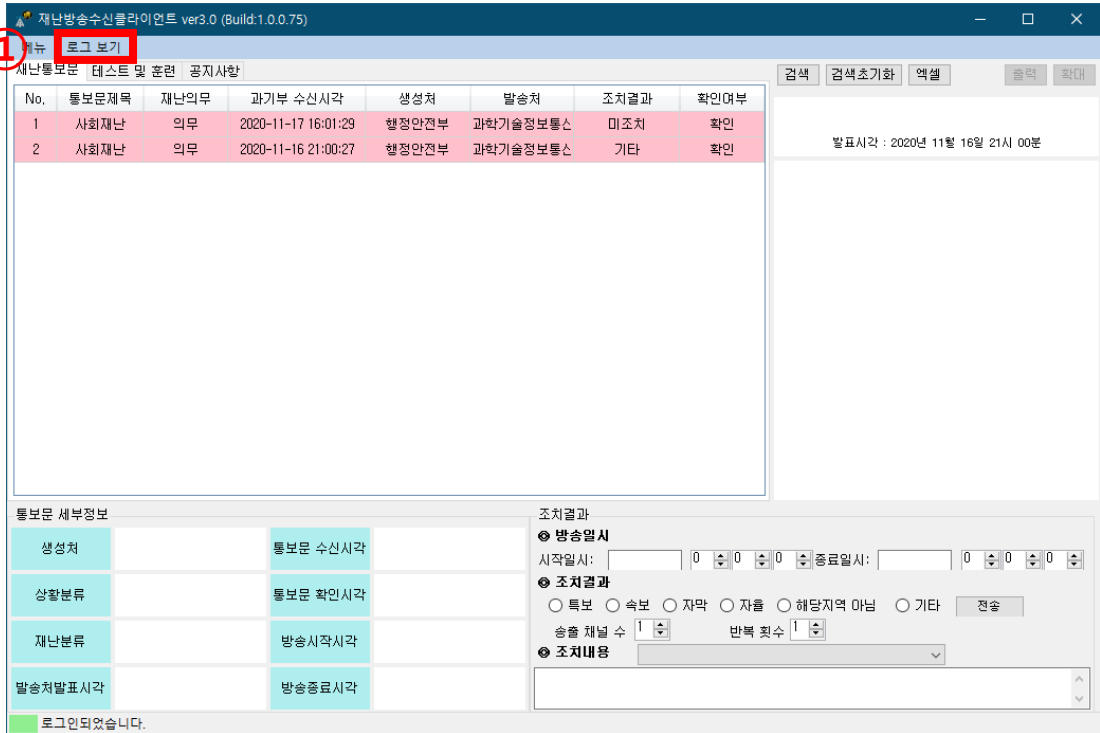 재난방송수신클라이언트 ver3.0 (Build:1.0.0.75)
① 메뉴 로그 보기
재난통보문 테스트 및 훈련 공지사항
검색 검색초기화 엑셀 출력 확대
No. 통보문제목 재난의무 과기부 수신시각 생성처 발송처 조치결과 확인여부
1 사회재난 의무 2020-11-17 16:01:29 행정안전부 과학기술정보통신 미조치 확인
2 사회재난 의무 2020-11-16 21:00:27 행정안전부 과학기술정보통신 기타 확인
발표시각 : 2020년 11월 16일 21시 00분
통보문 세부정보
생성처 통보문 수신시각
상황분류 통보문 확인시각
재난분류 방송시작시각
발송처발표시각 방송종료시각
조치결과
◎ 방송일시
시작일시: 0 0 0 종료일시: 0 0 0
◎ 조치결과
특보 속보 자막 자율 해당지역 아님 기타 전송
송출 채널 수 1 반복 횟수 1
◎ 조치내용
로그인되었습니다.